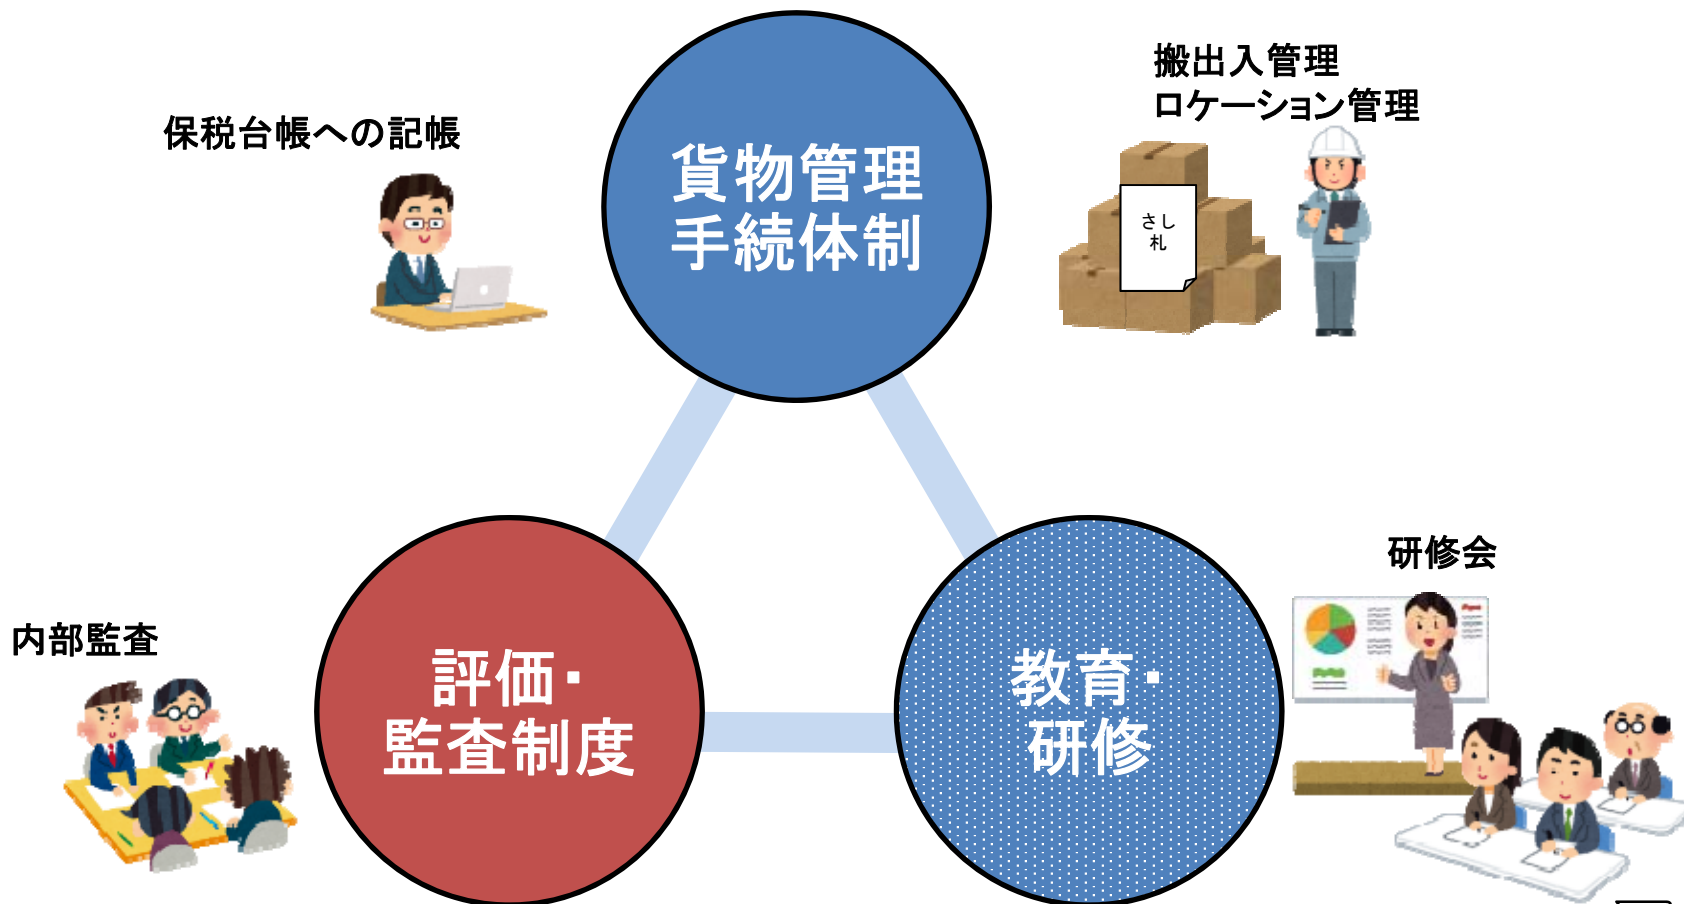 保税台帳への記帳
貨物管理
手続体制
搬出入管理
ロケーション管理
さし
札
内部監査
評価・
監査制度
教育・
研修
研修会